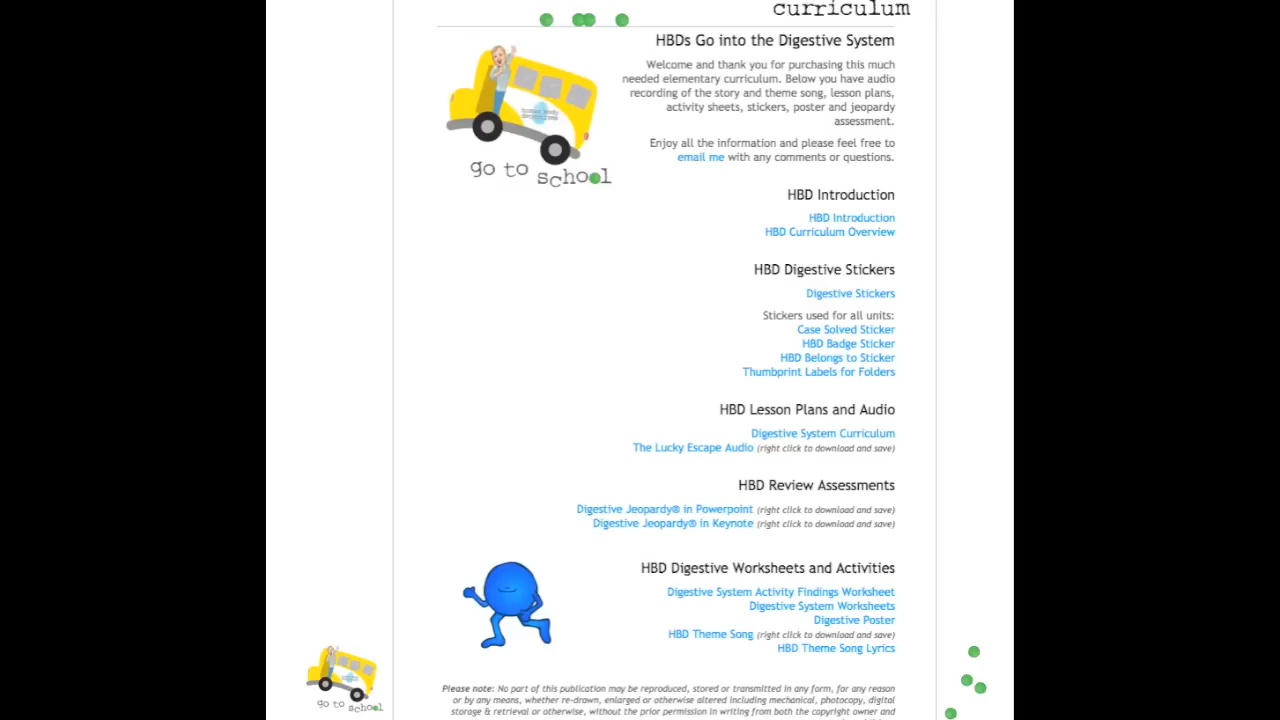 curriculum
HBDs Go into the Digestive System
Welcome and thank you for purchasing this much
needed elementary curriculum. Below you have audio
recording of the story and theme song, lesson plans,
activity sheets, stickers, poster and jeopardy
assessment.
Enjoy all the information and please feel free to
email me with any comments or questions.
go to school
HBD Introduction
HBD Introduction
HBD Curriculum Overview
HBD Digestive Stickers
Digestive Stickers
Stickers used for all units:
Case Solved Sticker
HBD Badge Sticker
HBD Belongs to Sticker
Thumbprint Labels for Folders
HBD Lesson Plans and Audio
Digestive System Curriculum
The Lucky Escape Audio (right click to download and save)
HBD Review Assessments
Digestive Jeopardy® in Powerpoint (right click to download and save)
Digestive Jeopardy® in Keynote (right click to download and save)
HBD Digestive Worksheets and Activities
Digestive System Activity Findings Worksheet
Digestive System Worksheets
Digestive Poster
HBD Theme Song (right click to download and save)
HBD Theme Song Lyrics
go to school
Please note: No part of this publication may be reproduced, stored or transmitted in any form, for any reason
or by any means, whether re-drawn, enlarged or otherwise altered including mechanical, photocopy, digital
storage & retrieval or otherwise, without the prior permission in writing from both the copyright owner and